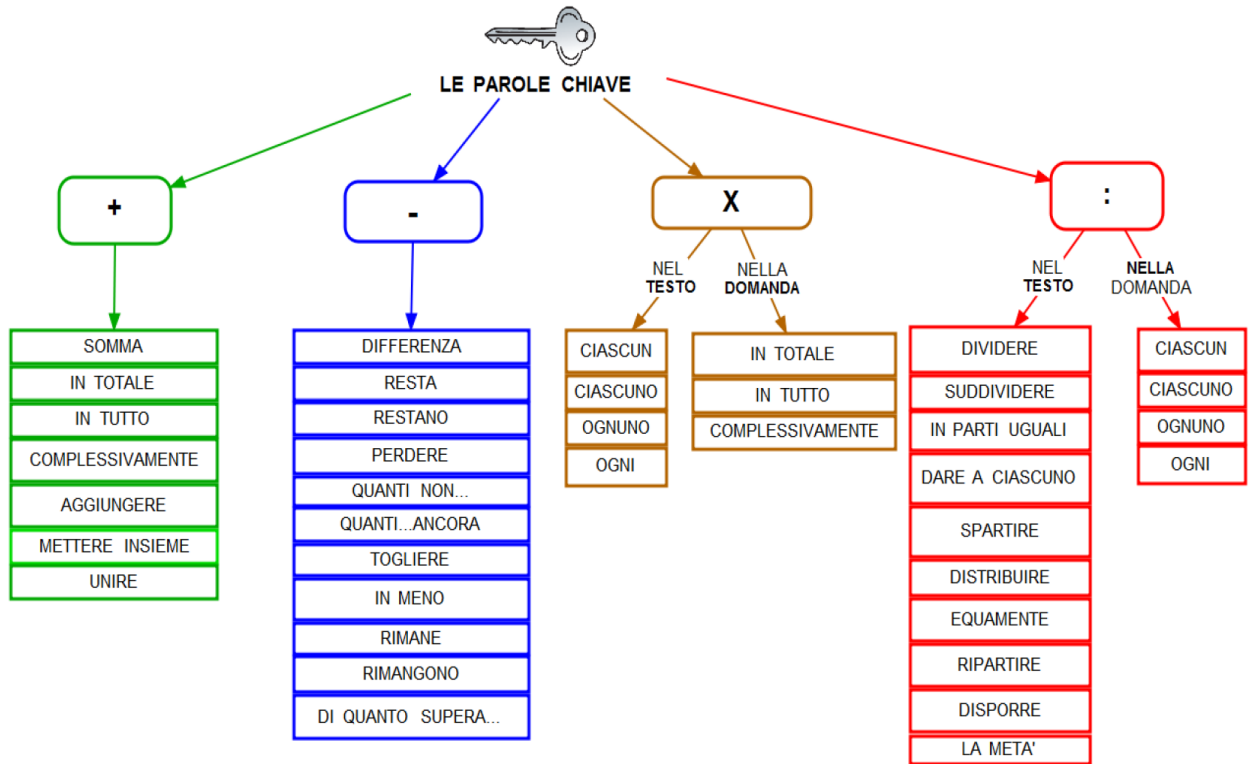 LE PAROLE CHIAVE
+
-
X
:
NEL
TESTO
NELLA
DOMANDA
NEL
TESTO
NELLA
DOMANDA
SOMMA
IN TOTALE
IN TUTTO
COMPLESSIVAMENTE
AGGIUNGERE
METTERE INSIEME
UNIRE
DIFFERENZA
RESTA
RESTANO
PERDERE
QUANTI NON...
QUANTI...ANCORA
TOGLIERE
IN MENO
RIMANE
RIMANGONO
DI QUANTO SUPERA...
CIASCUN
CIASCUNO
OGNUNO
OGNI
IN TOTALE
IN TUTTO
COMPLESSIVAMENTE
DIVIDERE
SUDDIVIDERE
IN PARTI UGUALI
DARE A CIASCUNO
SPARTIRE
DISTRIBUIRE
EQUAMENTE
RIPARTIRE
DISPORRE
LA META'
CIASCUN
CIASCUNO
OGNUNO
OGNI